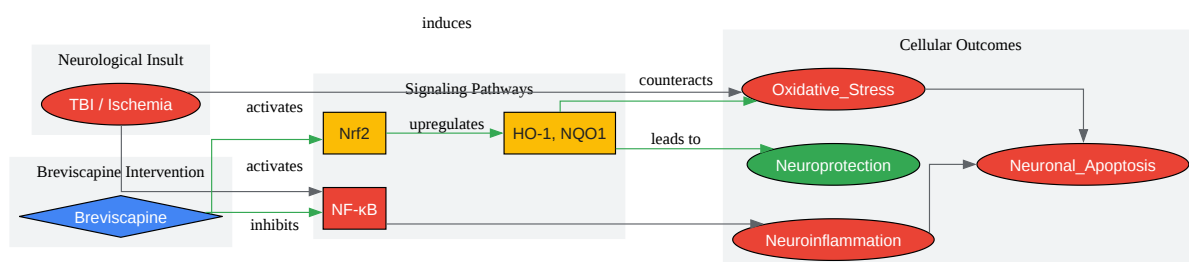 induces
Cellular Outcomes
Neurological Insult
counteracts
Signaling Pathways
Oxidative_Stress
TBI / Ischemia
activates
Nrf2
upregulates
HO-1, NQO1
leads to
Neuroprotection
Neuronal_Apoptosis
activates
Breviscapine Intervention
Breviscapine
NF-κB
inhibits
Neuroinflammation